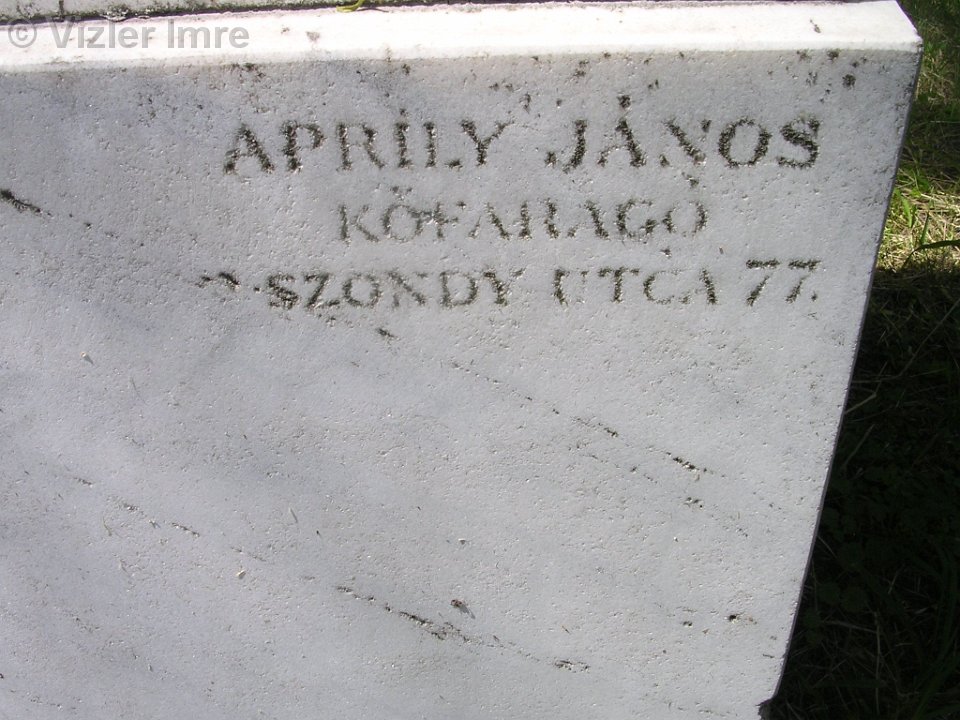 © Vizler Imre
APRILY JÁNOS
KŐFARAGÓ
SZONDY UTCA 77.